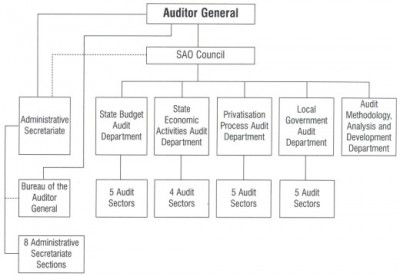 Auditor General
SAO Council
Administrative
Secretariate
State Budget
Audit
Department
State
Economic
Activities Audit
Department
Privatisation
Process Audit
Department
Local
Government
Audit
Department
Audit
Methodology,
Analysis and
Development
Department
Bureau of the
Auditor
General
5 Audit
Sectors
4 Audit
Sectors
5 Audit
Sectors
5 Audit
Sectors
8 Administrative
Secretariate
Sections